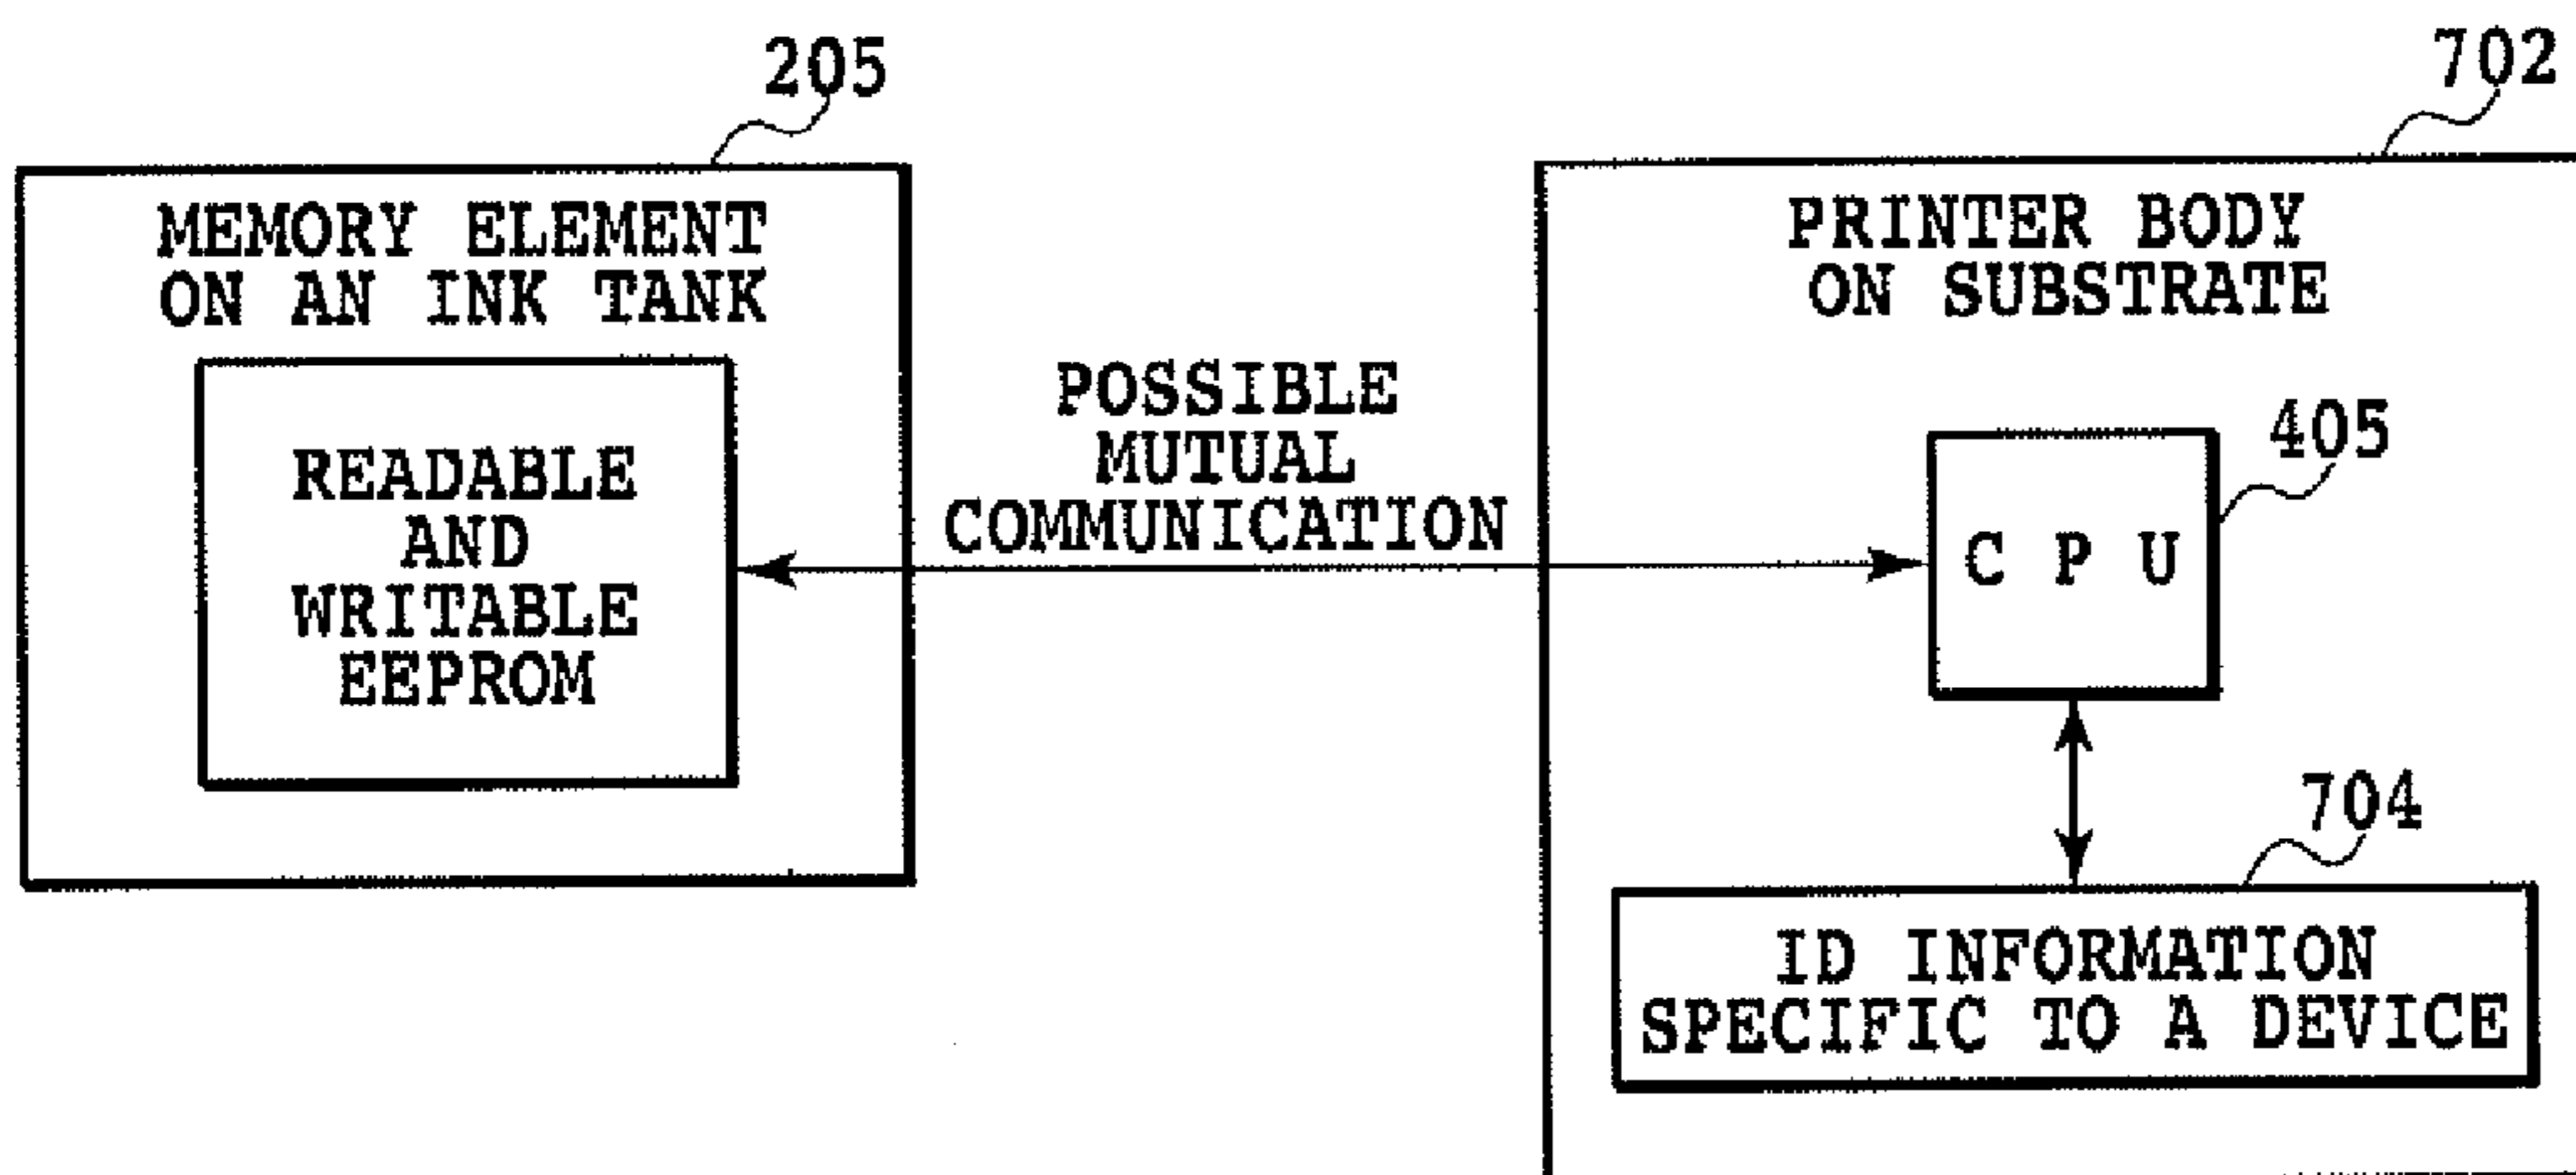 205
MEMORY ELEMENT
ON AN INK TANK
READABLE
AND
WRITABLE
EEPROM
POSSIBLE
MUTUAL
COMMUNICATION
702
PRINTER BODY
ON SUBSTRATE
405
C P U
704
ID INFORMATION
SPECIFIC TO A DEVICE